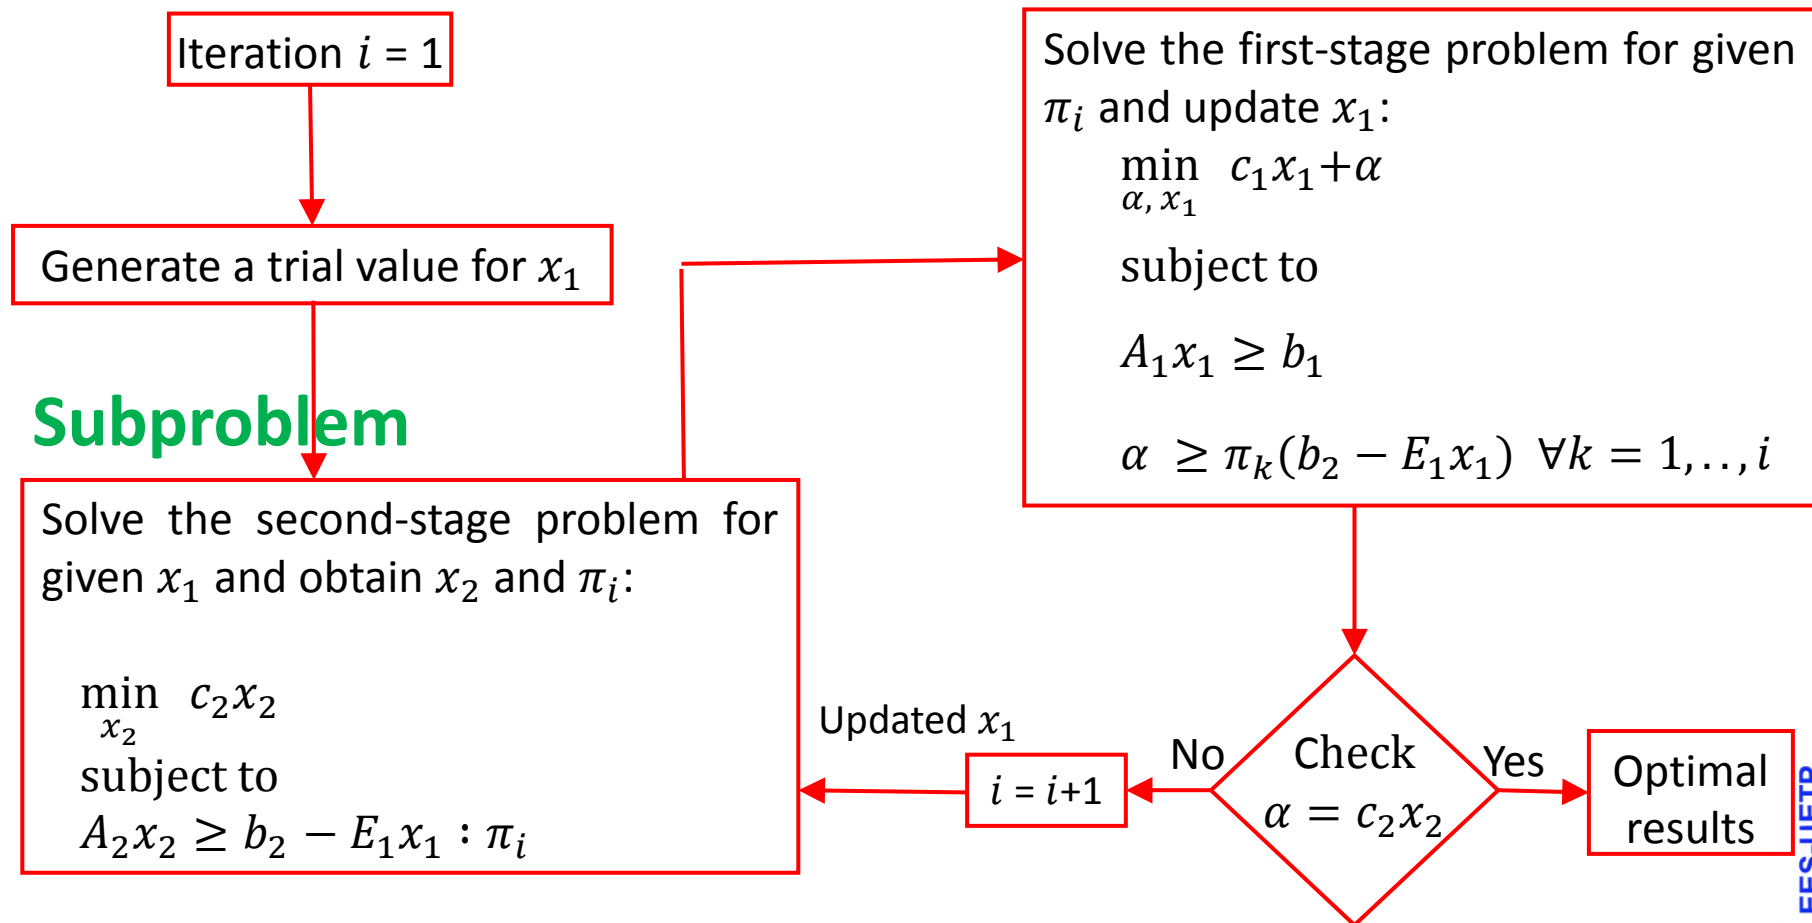 Iteration i = 1
Generate a trial value for x₁
Subproblem
Solve the second-stage problem for
given x₁ and obtain x₂ and πᵢ:
min c₂x₂
x₂
subject to
A₂x₂ ≥ b₂ − E₁x₁ : πᵢ
Solve the first-stage problem for given
πᵢ and update x₁:
min c₁x₁+α
α, x₁
subject to
A₁x₁ ≥ b₁
α ≥ πₖ(b₂ − E₁x₁) ∀k = 1,..,i
Check
α = c₂x₂
No
i = i+1
Updated x₁
Yes
Optimal
results